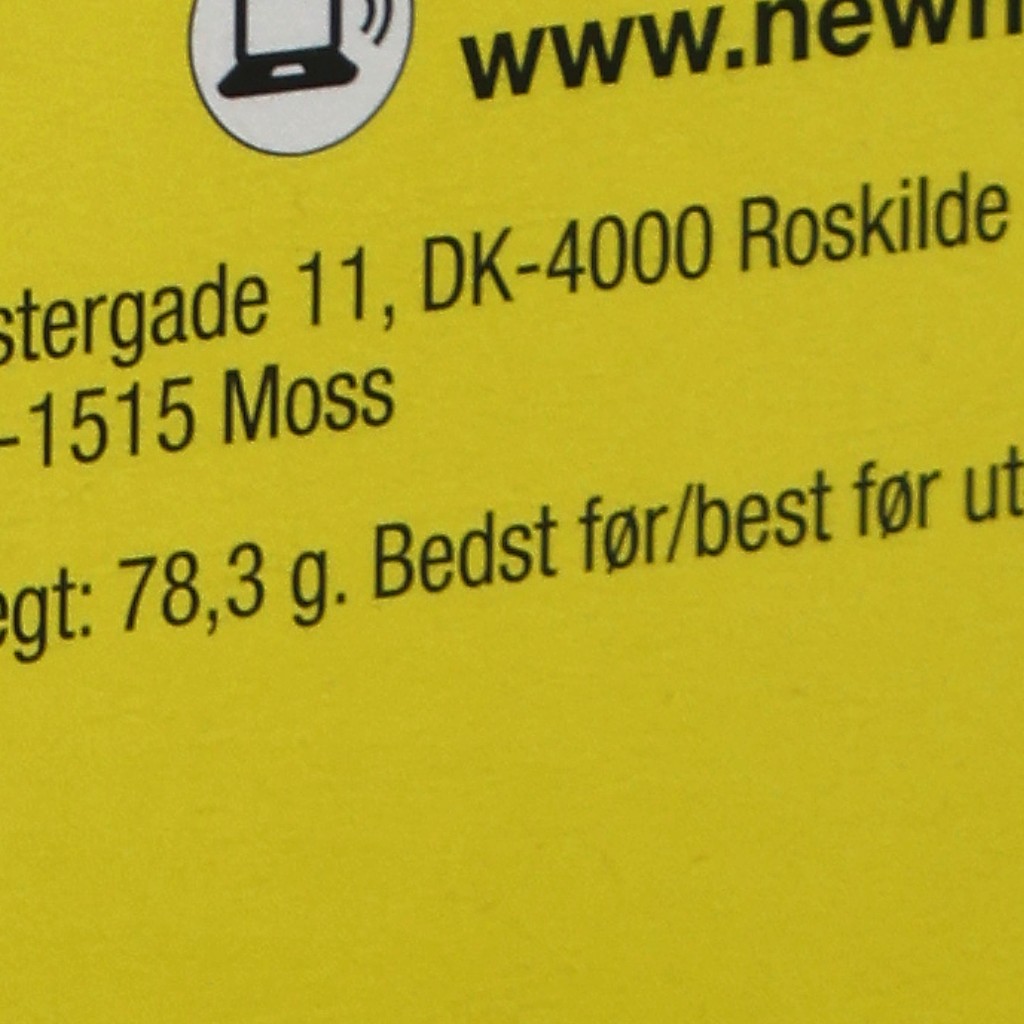 www.newn
stergade 11, DK-4000 Roskilde
-1515 Moss
egt: 78,3 g. Bedst før/best før ut